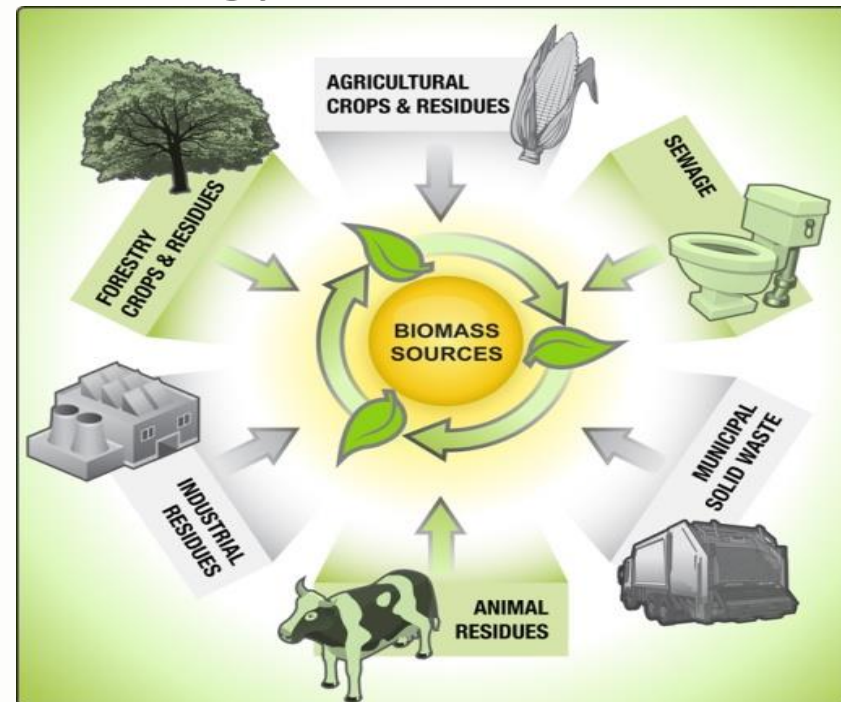 AGRICULTURAL
CROPS & RESIDUES
SEWAGE
FORESTRY
CROPS & RESIDUES
BIOMASS
SOURCES
MUNICIPAL
SOLID WASTE
INDUSTRIAL
RESIDUES
ANIMAL
RESIDUES